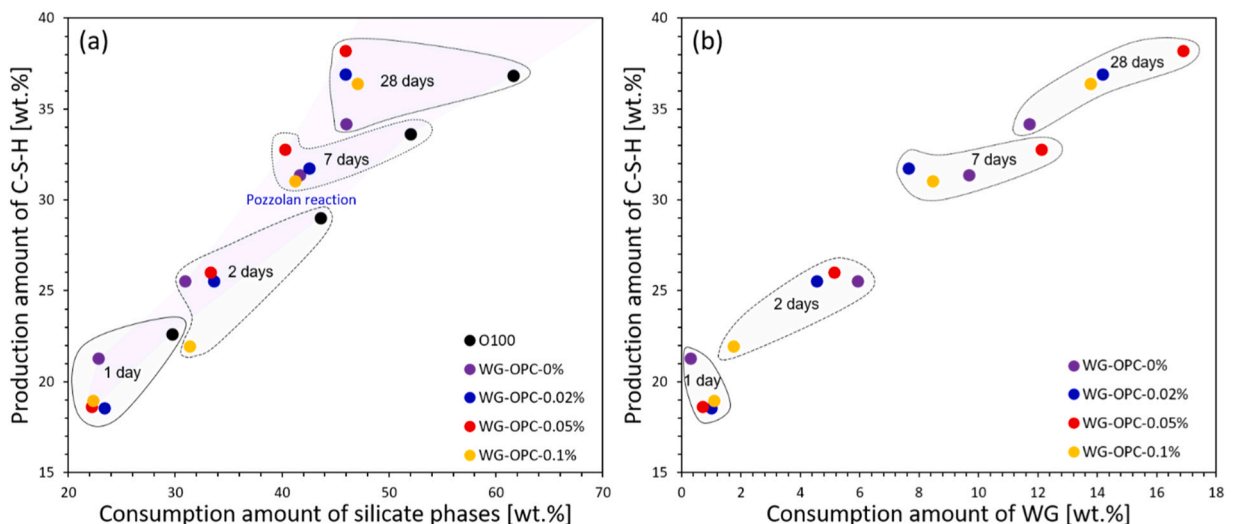 (a)
Production amount of C-S-H [wt.%]
40
35
30
25
20
15
28 days
7 days
Pozzolan reaction
2 days
1 day
O100
WG-OPC-0%
WG-OPC-0.02%
WG-OPC-0.05%
WG-OPC-0.1%
20 30 40 50 60 70
Consumption amount of silicate phases [wt.%]
(b)
Production amount of C-S-H [wt.%]
40
35
30
25
20
15
28 days
7 days
2 days
1 day
WG-OPC-0%
WG-OPC-0.02%
WG-OPC-0.05%
WG-OPC-0.1%
0 2 4 6 8 10 12 14 16 18
Consumption amount of WG [wt.%]